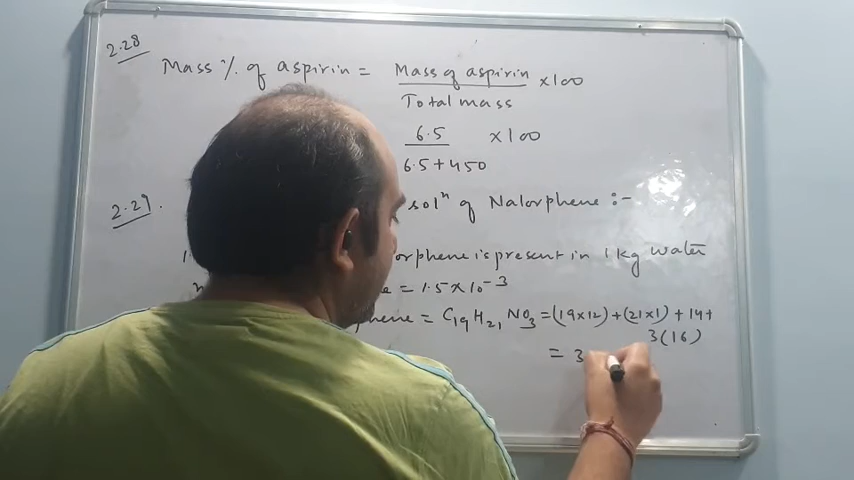 2.28
Mass % of aspirin = Mass of aspirin ×100
Total mass
6.5 ×100
6.5+450
2.29. solⁿ of Nalorphene :-
orphene is present in 1 kg water
= 1.5×10⁻³
phene = C₁₉H₂₁NO₃ = (19×12) + (21×1) + 14+
3(16)
= 3